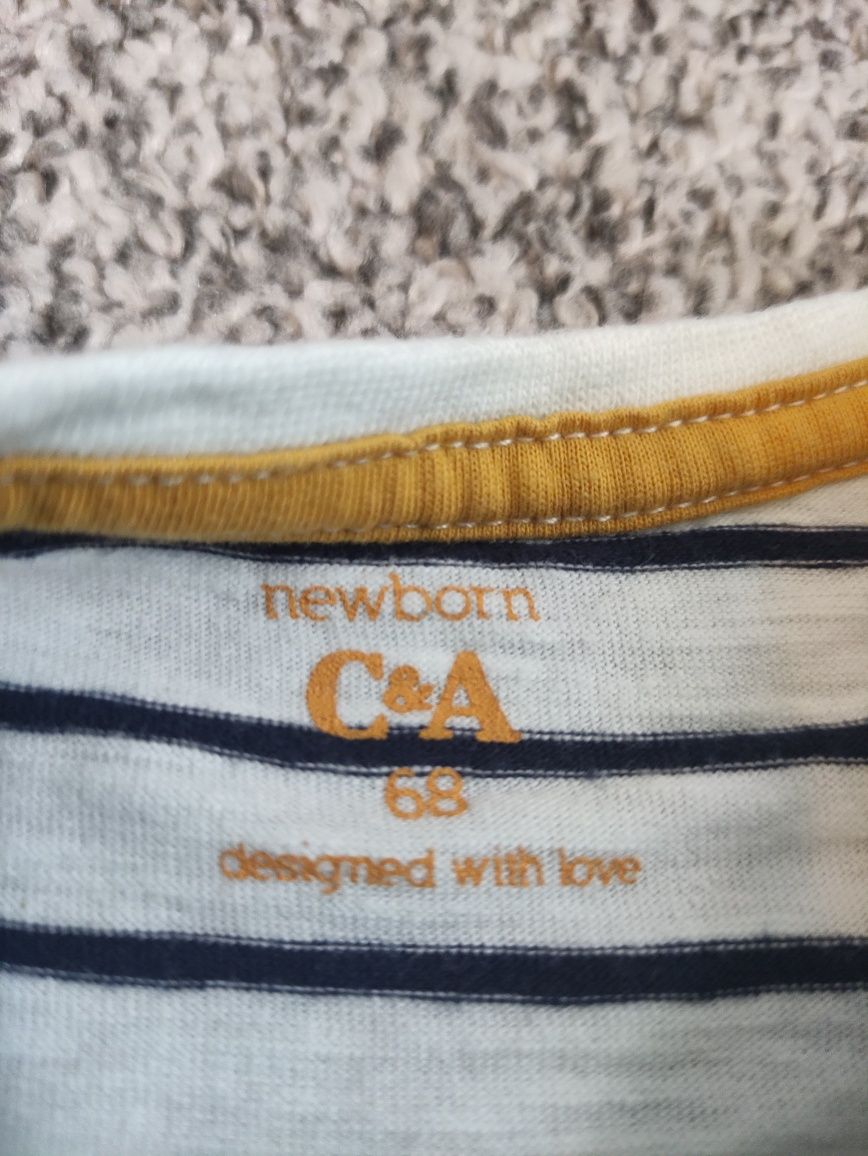 newborn
C&A
68
designed with love